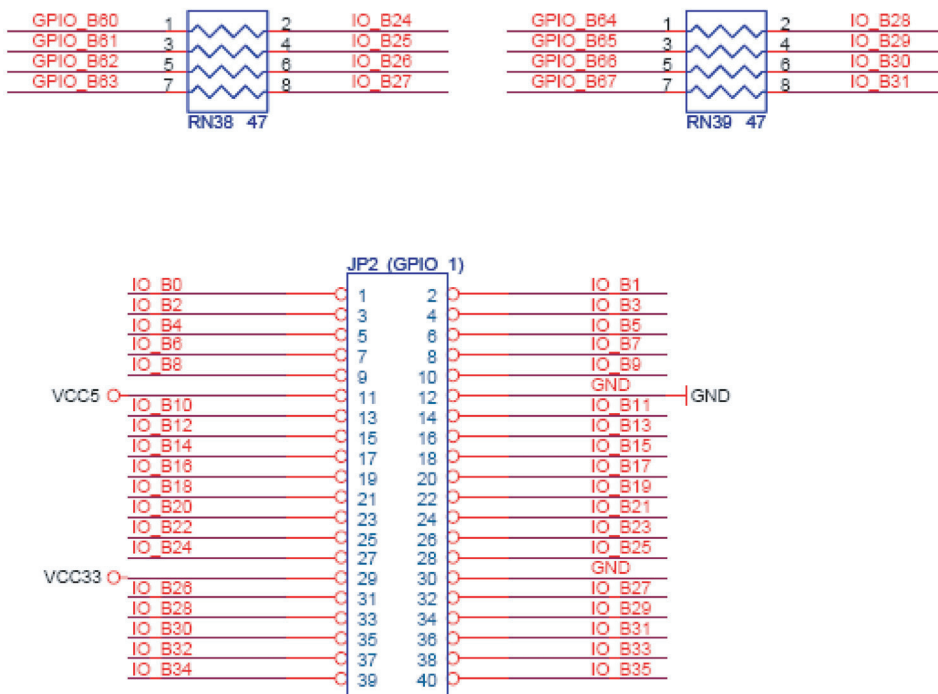 GPIO_B60 1 2 IO_B24 GPIO_B64 1 2 IO_B28
GPIO_B61 3 4 IO_B25 GPIO_B65 3 4 IO_B29
GPIO_B62 5 6 IO_B26 GPIO_B66 5 6 IO_B30
GPIO_B63 7 8 IO_B27 GPIO_B67 7 8 IO_B31
RN38 47 RN39 47
JP2 (GPIO 1)
IO_B0 1 2 IO_B1
IO_B2 3 4 IO_B3
IO_B4 5 6 IO_B5
IO_B6 7 8 IO_B7
IO_B8 9 10 IO_B9
VCC5 11 12 GND GND
IO_B10 13 14 IO_B11
IO_B12 15 16 IO_B13
IO_B14 17 18 IO_B15
IO_B16 19 20 IO_B17
IO_B18 21 22 IO_B19
IO_B20 23 24 IO_B21
IO_B22 25 26 IO_B23
IO_B24 27 28 IO_B25
VCC33 29 30 GND
IO_B26 31 32 IO_B27
IO_B28 33 34 IO_B29
IO_B30 35 36 IO_B31
IO_B32 37 38 IO_B33
IO_B34 39 40 IO_B35